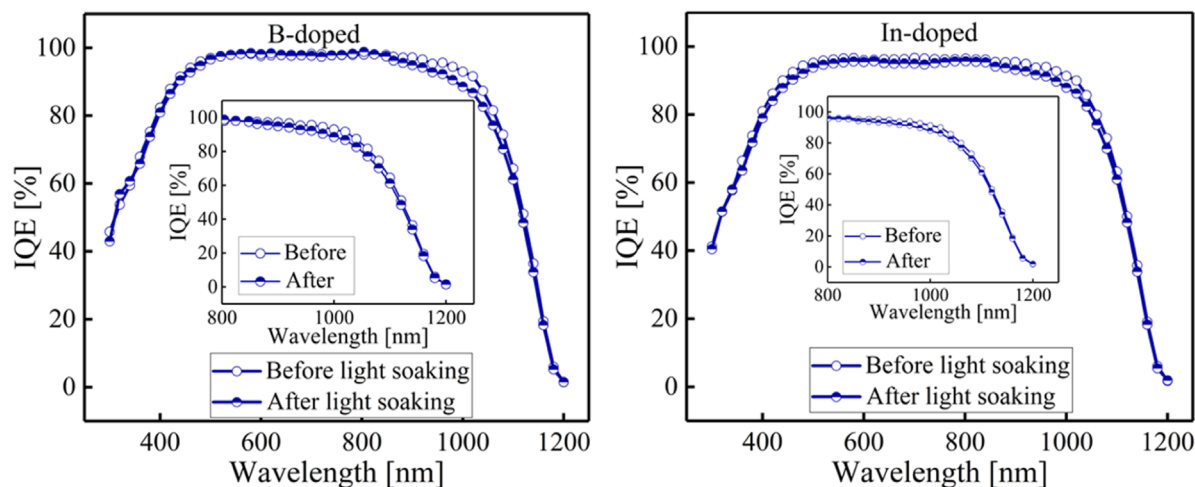 B-doped
IQE [%]
100
80
60
40
20
0
400 600 800 1000 1200
Wavelength [nm]
IQE [%]
100
80
60
40
20
0
800 1000 1200
Wavelength [nm]
Before
After
Before light soaking
After light soaking
In-doped
IQE [%]
100
80
60
40
20
0
400 600 800 1000 1200
Wavelength [nm]
IQE [%]
100
80
60
40
20
0
800 1000 1200
Wavelength [nm]
Before
After
Before light soaking
After light soaking